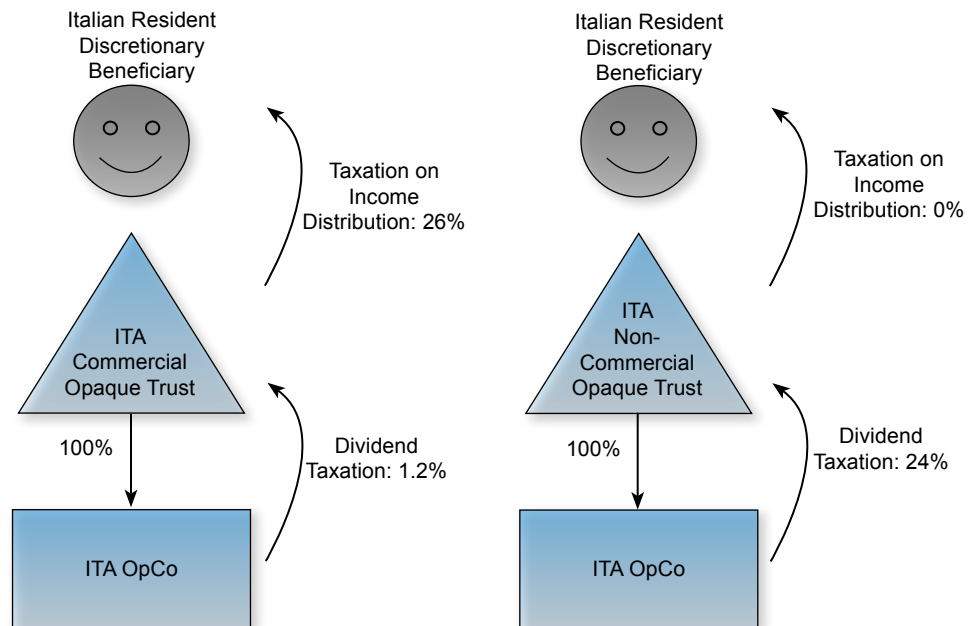 Italian Resident
Discretionary
Beneficiary
Taxation on
Income
Distribution: 26%
ITA
Commercial
Opaque Trust
100%
Dividend
Taxation: 1.2%
ITA OpCo
Italian Resident
Discretionary
Beneficiary
Taxation on
Income
Distribution: 0%
ITA
Non-
Commercial
Opaque Trust
100%
Dividend
Taxation: 24%
ITA OpCo